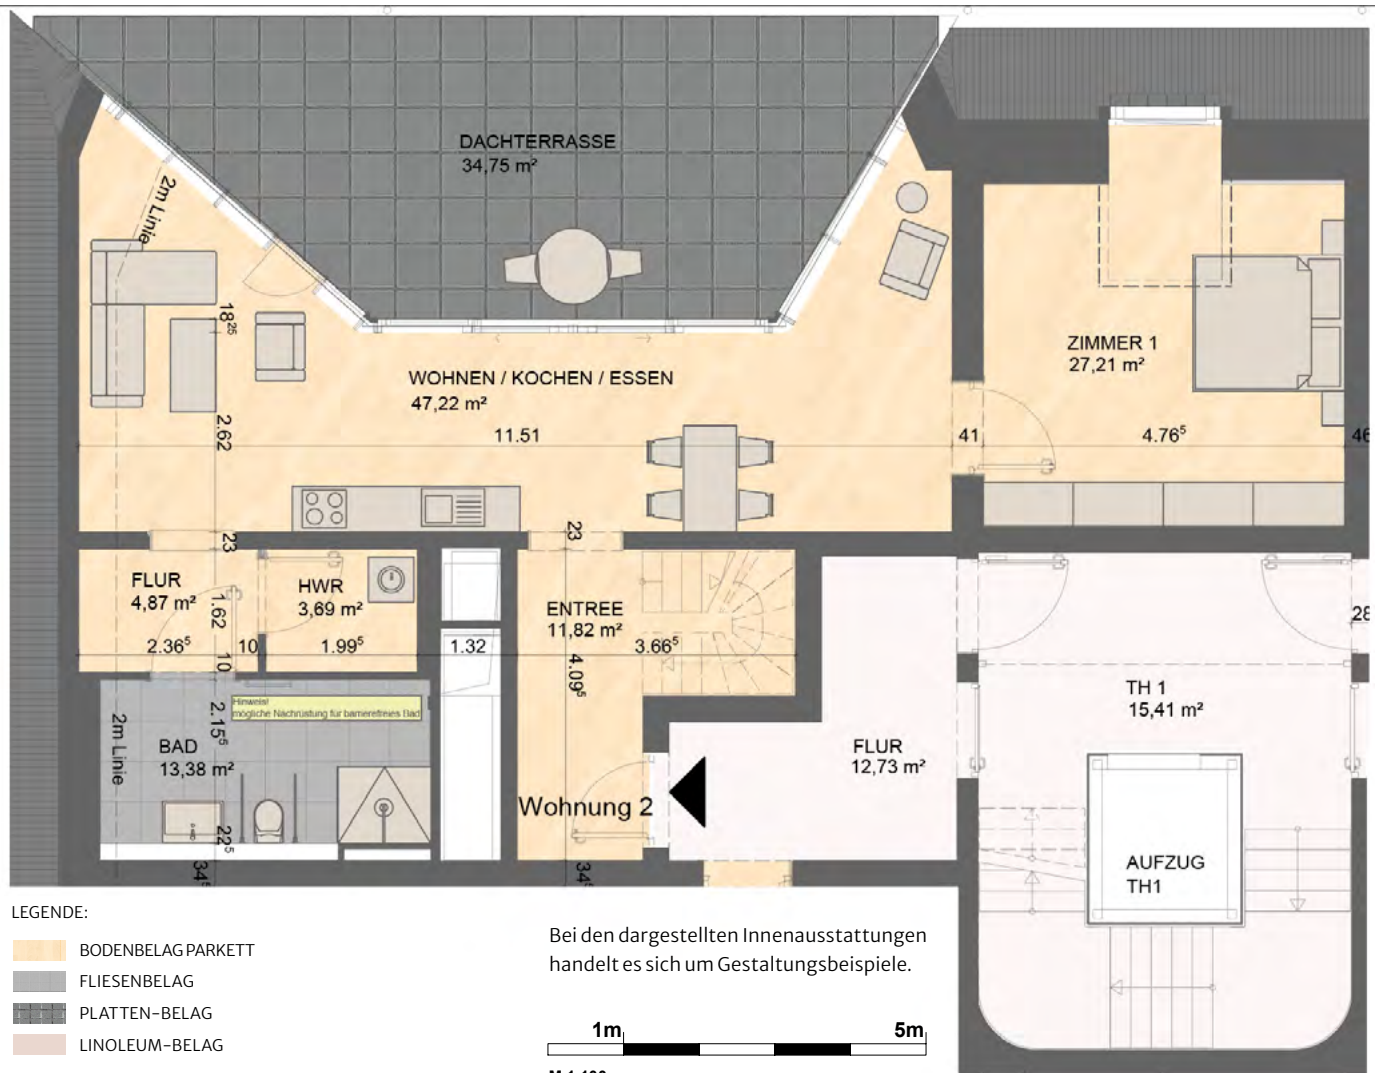 DACHTERRASSE
34,75 m²
2m Linie
18²⁵
WOHNEN / KOCHEN / ESSEN
47,22 m²
ZIMMER 1
27,21 m²
2.62
11.51
41
4.76⁵
46
23
23
FLUR
4,87 m²
HWR
3,69 m²
1.62
2.36⁵
10
1.99⁵
1.32
10
ENTREE
11,82 m²
3.66⁵
4.09⁵
28
TH 1
15,41 m²
Hinweis!
mögliche Nachrüstung für barrierefreies Bad
2.15⁵
2m Linie
BAD
13,38 m²
FLUR
12,73 m²
Wohnung 2
22⁵
34⁵
34⁵
AUFZUG
TH1
LEGENDE:
BODENBELAG PARKETT
FLIESENBELAG
PLATTEN-BELAG
LINOLEUM-BELAG
Bei den dargestellten Innenausstattungen
handelt es sich um Gestaltungsbeispiele.
1m 5m